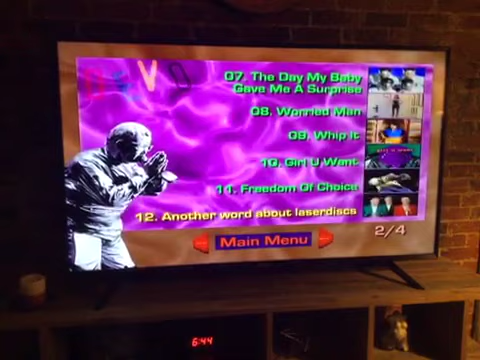 DEVO
07. The Day My Baby
Gave Me A Surprise
08. Worried Man
09. Whip It
10. Girl U Want
11. Freedom Of Choice
12. Another word about laserdiscs
Main Menu
2/4
6:44